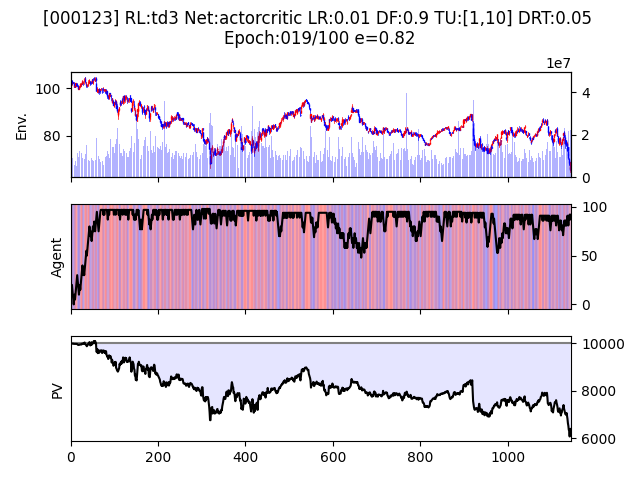 [000123] RL:td3 Net:actorcritic LR:0.01 DF:0.9 TU:[1,10] DRT:0.05
Epoch:019/100 e=0.82
1e7
100
80
Env.
4
2
0
Agent
100
50
0
PV
10000
8000
6000
0
200
400
600
800
1000